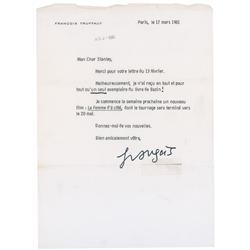 FRANÇOIS TRUFFAUT
Paris, le 17 mars 1981
Mon Cher Stanley,
Merci pour votre lettre du 13 février.
Malheureusement, je n'ai reçu en tout et pour
tout qu'un seul exemplaire du livre de Bazin!
Je commence la semaine prochaine un nouveau
film : La Femme d'à côté, dont le tournage sera terminé vers
le 20 mai.
Donnez-moi de vos nouvelles.
Bien amicalement vôtre,
françois